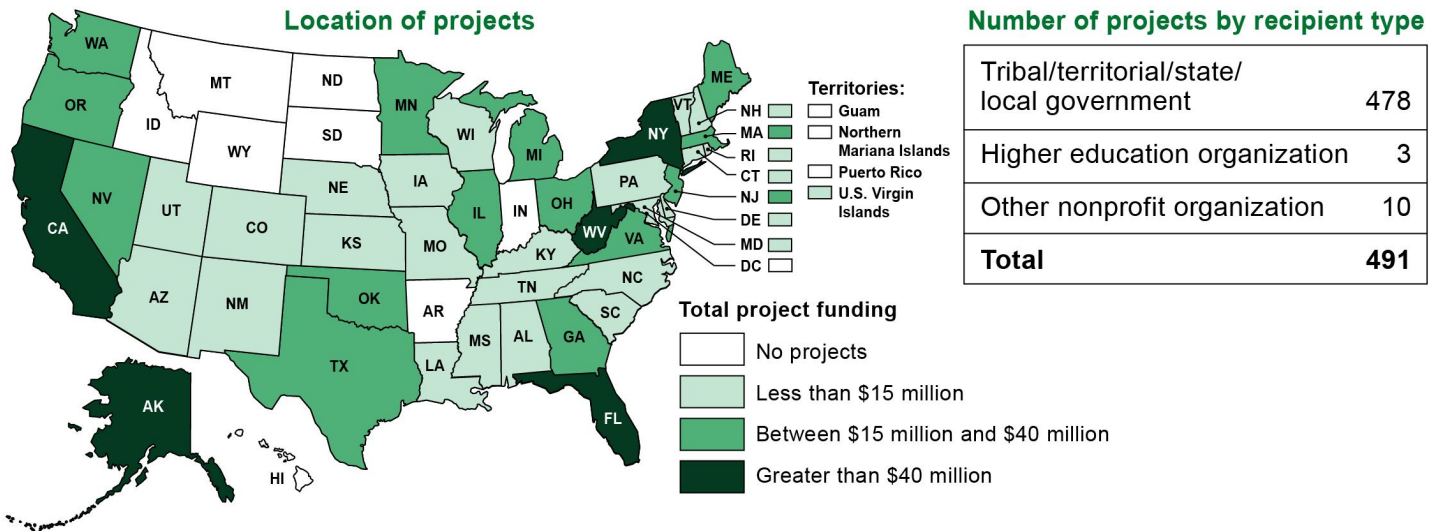 Location of projects
WA
OR
CA
NV
ID
MT
WY
UT
AZ
CO
NM
ND
SD
NE
KS
OK
TX
MN
IA
MO
AR
LA
WI
IL
MI
IN
OH
KY
TN
MS
AL
GA
FL
SC
NC
VA
WV
PA
NY
VT
ME
AK
HI
NH
MA
RI
CT
NJ
DE
MD
DC
Territories:
Guam
Northern
Mariana Islands
Puerto Rico
U.S. Virgin
Islands
Total project funding
No projects
Less than $15 million
Between $15 million and $40 million
Greater than $40 million
Number of projects by recipient type
Tribal/territorial/state/
local government 478
Higher education organization 3
Other nonprofit organization 10
Total 491